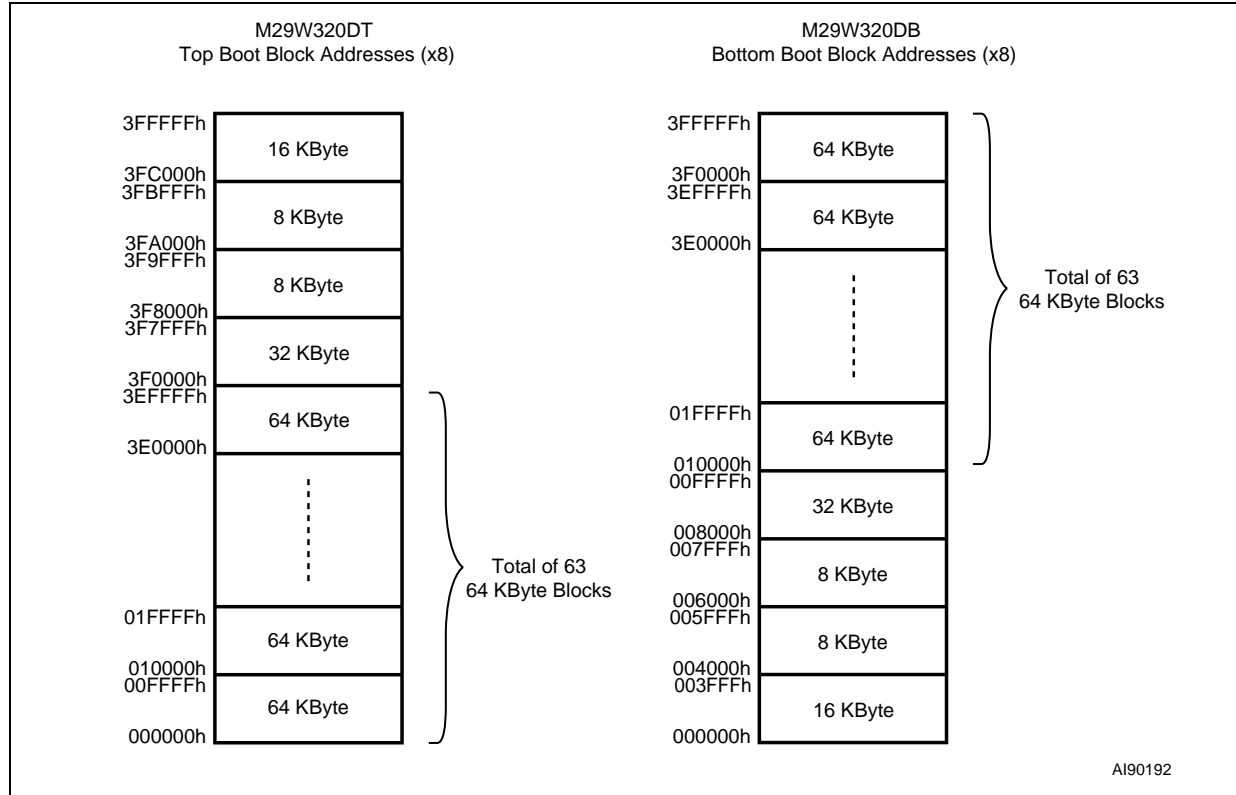 M29W320DT
Top Boot Block Addresses (x8)
3FFFFFh
16 KByte
3FC000h
3FBFFFh
8 KByte
3FA000h
3F9FFFh
8 KByte
3F8000h
3F7FFFh
32 KByte
3F0000h
3EFFFFh
64 KByte
3E0000h
Total of 63
64 KByte Blocks
01FFFFh
64 KByte
010000h
00FFFFh
64 KByte
000000h
M29W320DB
Bottom Boot Block Addresses (x8)
3FFFFFh
64 KByte
3F0000h
3EFFFFh
64 KByte
3E0000h
Total of 63
64 KByte Blocks
01FFFFh
64 KByte
010000h
00FFFFh
32 KByte
008000h
007FFFh
8 KByte
006000h
005FFFh
8 KByte
004000h
003FFFh
16 KByte
000000h
AI90192